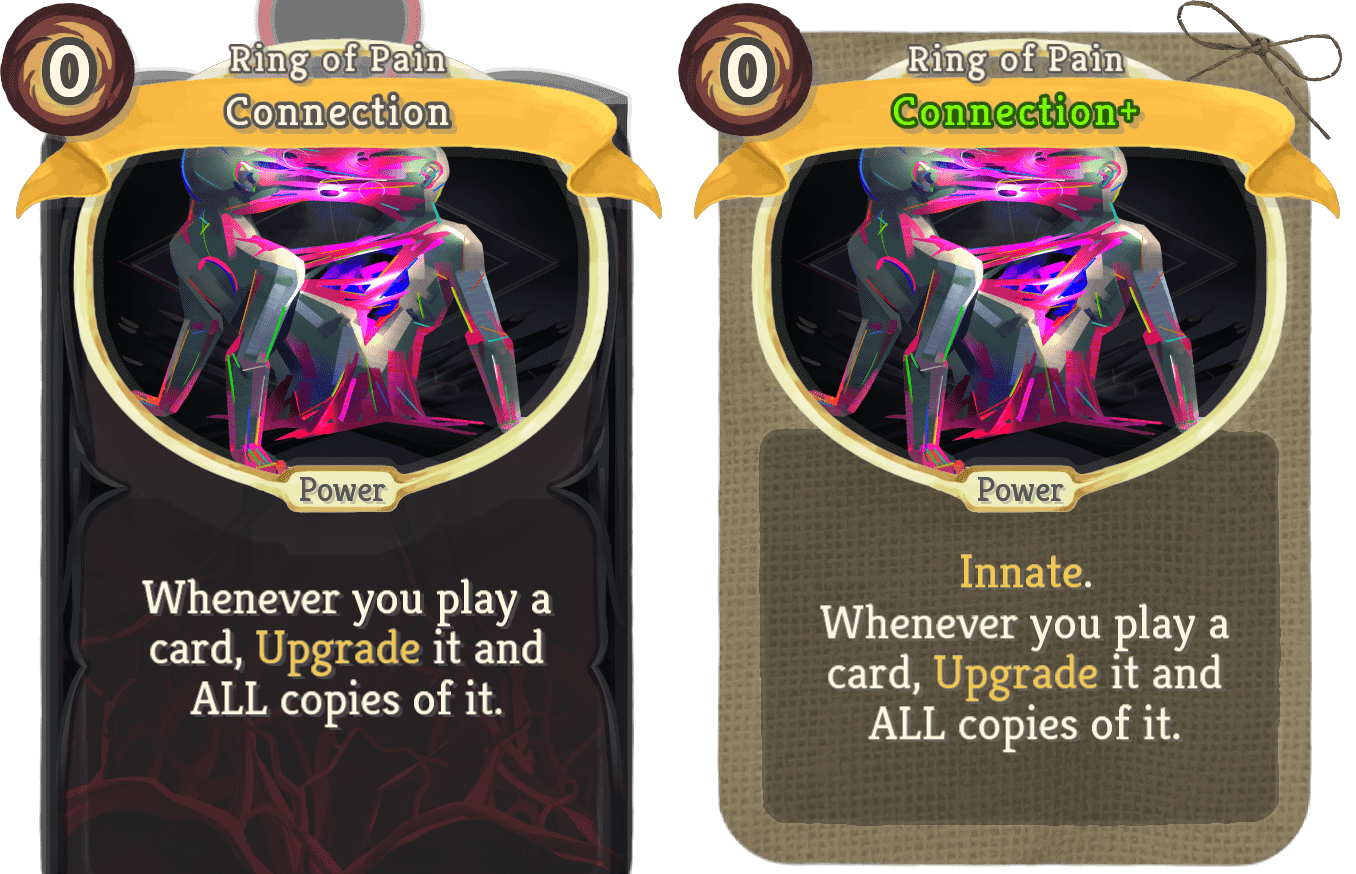 0
Ring of Pain
Connection
Power
Whenever you play a
card, Upgrade it and
ALL copies of it.
0
Ring of Pain
Connection+
Power
Innate.
Whenever you play a
card, Upgrade it and
ALL copies of it.